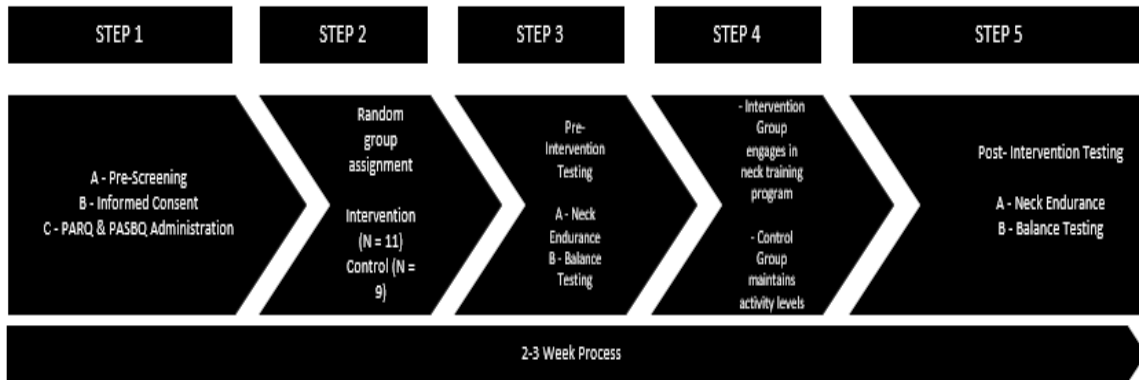 STEP 1
STEP 2
STEP 3
STEP 4
STEP 5
A - Pre-Screening
B - Informed Consent
C - PARQ & PASBQ Administration
Random
group
assignment
Intervention
(N = 11)
Control (N =
9)
Pre-
Intervention
Testing
A - Neck
Endurance
B - Balance
Testing
- Intervention
Group
engages in
neck training
program
- Control
Group
maintains
activity levels
Post- Intervention Testing
A - Neck Endurance
B - Balance Testing
2-3 Week Process